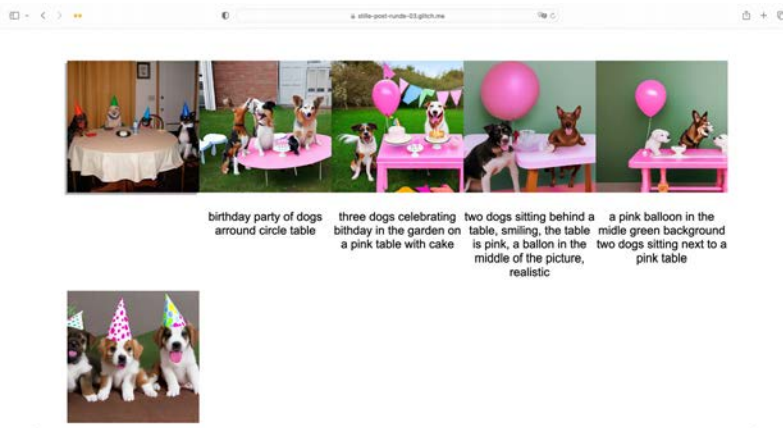 stille-post-runde-03.glitch.me
birthday party of dogs
arround circle table
three dogs celebrating
bithday in the garden on
a pink table with cake
two dogs sitting behind a
table, smiling, the table
is pink, a ballon in the
middle of the picture,
realistic
a pink balloon in the
midle green background
two dogs sitting next to a
pink table